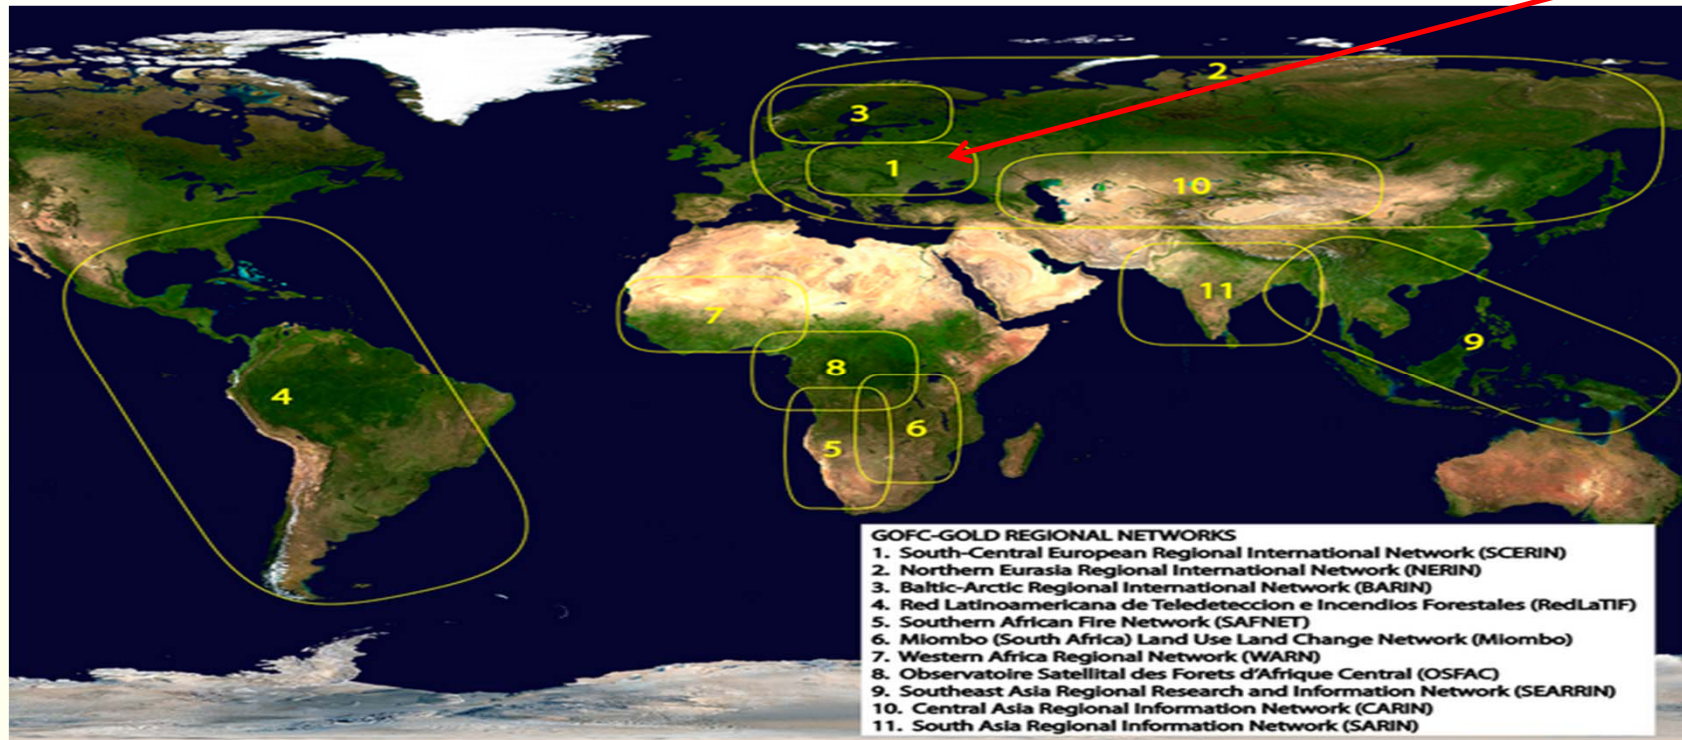 2
3
1
10
11
7
9
8
4
6
5
GOFC-GOLD REGIONAL NETWORKS
1. South-Central European Regional International Network (SCERIN)
2. Northern Eurasia Regional International Network (NERIN)
3. Baltic-Arctic Regional International Network (BARIN)
4. Red Latinoamericana de Teledeteccion e Incendios Forestales (RedLaTIF)
5. Southern African Fire Network (SAFNET)
6. Miombo (South Africa) Land Use Land Change Network (Miombo)
7. Western Africa Regional Network (WARN)
8. Observatoire Satellital des Forets d'Afrique Central (OSFAC)
9. Southeast Asia Regional Research and Information Network (SEARRIN)
10. Central Asia Regional Information Network (CARIN)
11. South Asia Regional Information Network (SARIN)